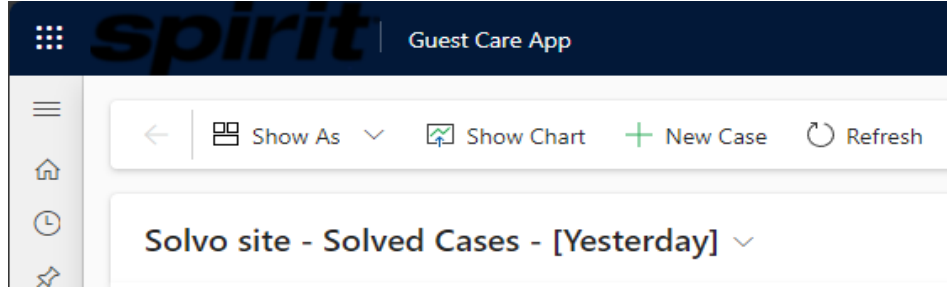 spirit Guest Care App
Show As Show Chart New Case Refresh
Solvo site - Solved Cases - [Yesterday]